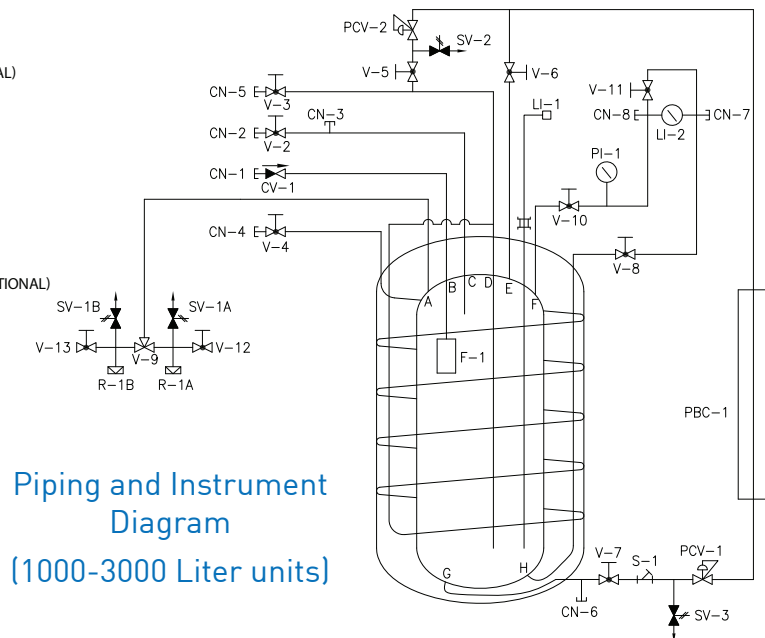 PCV-2
SV-2
AL)
V-5
V-6
V-11
CN-5
V-3
CN-3
LI-1
CN-8
CN-7
LI-2
CN-2
V-2
PI-1
CN-1
CV-1
V-10
CN-4
V-4
V-8
TIONAL)
A
B
C
D
E
F
SV-1B
SV-1A
V-13
V-9
V-12
F-1
R-1B
R-1A
PBC-1
Piping and Instrument
Diagram
(1000-3000 Liter units)
V-7
S-1
PCV-1
G
H
CN-6
SV-3